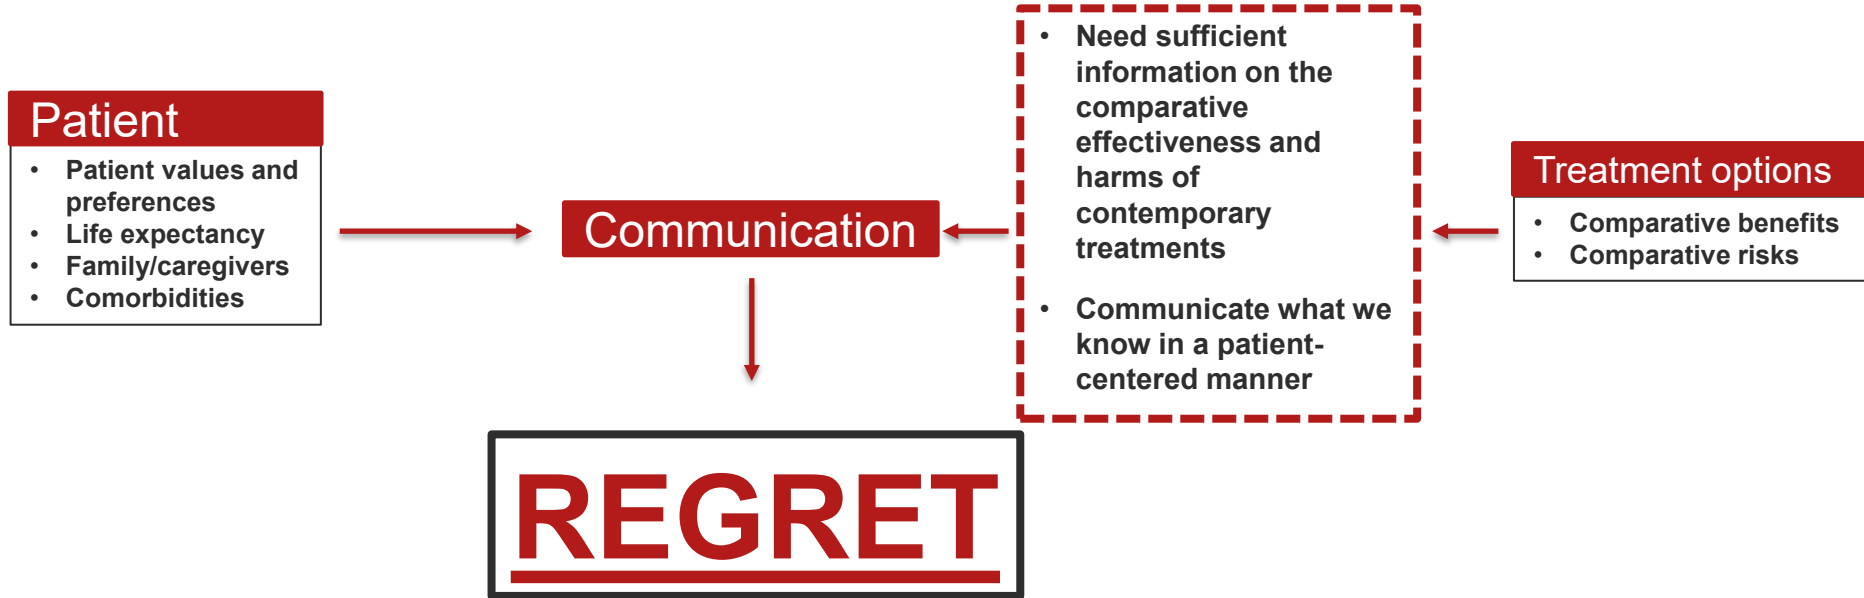 Patient
• Patient values and
preferences
• Life expectancy
• Family/caregivers
• Comorbidities
Communication
• Need sufficient
information on the
comparative
effectiveness and
harms of
contemporary
treatments
• Communicate what we
know in a patient-
centered manner
Treatment options
• Comparative benefits
• Comparative risks
REGRET